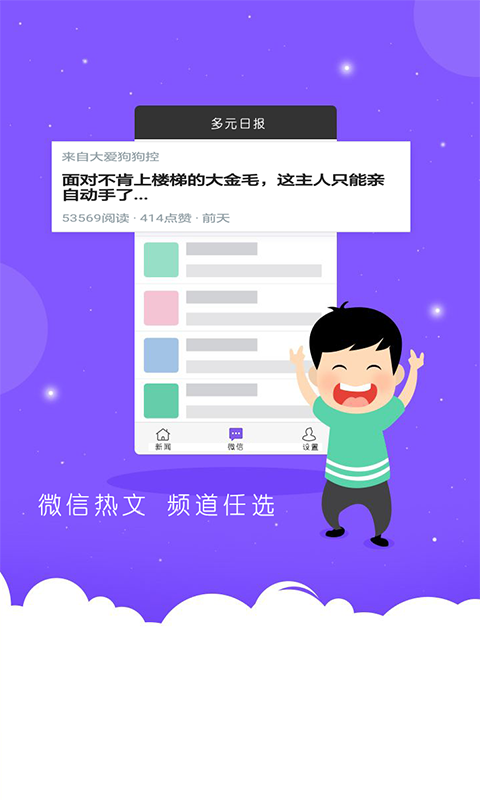 多元日报
来自大爱狗狗控
面对不肯上楼梯的大金毛，这主人只能亲
自动手了...
53569阅读 · 414点赞 · 前天
新闻 微信 设置
微信热文 频道任选